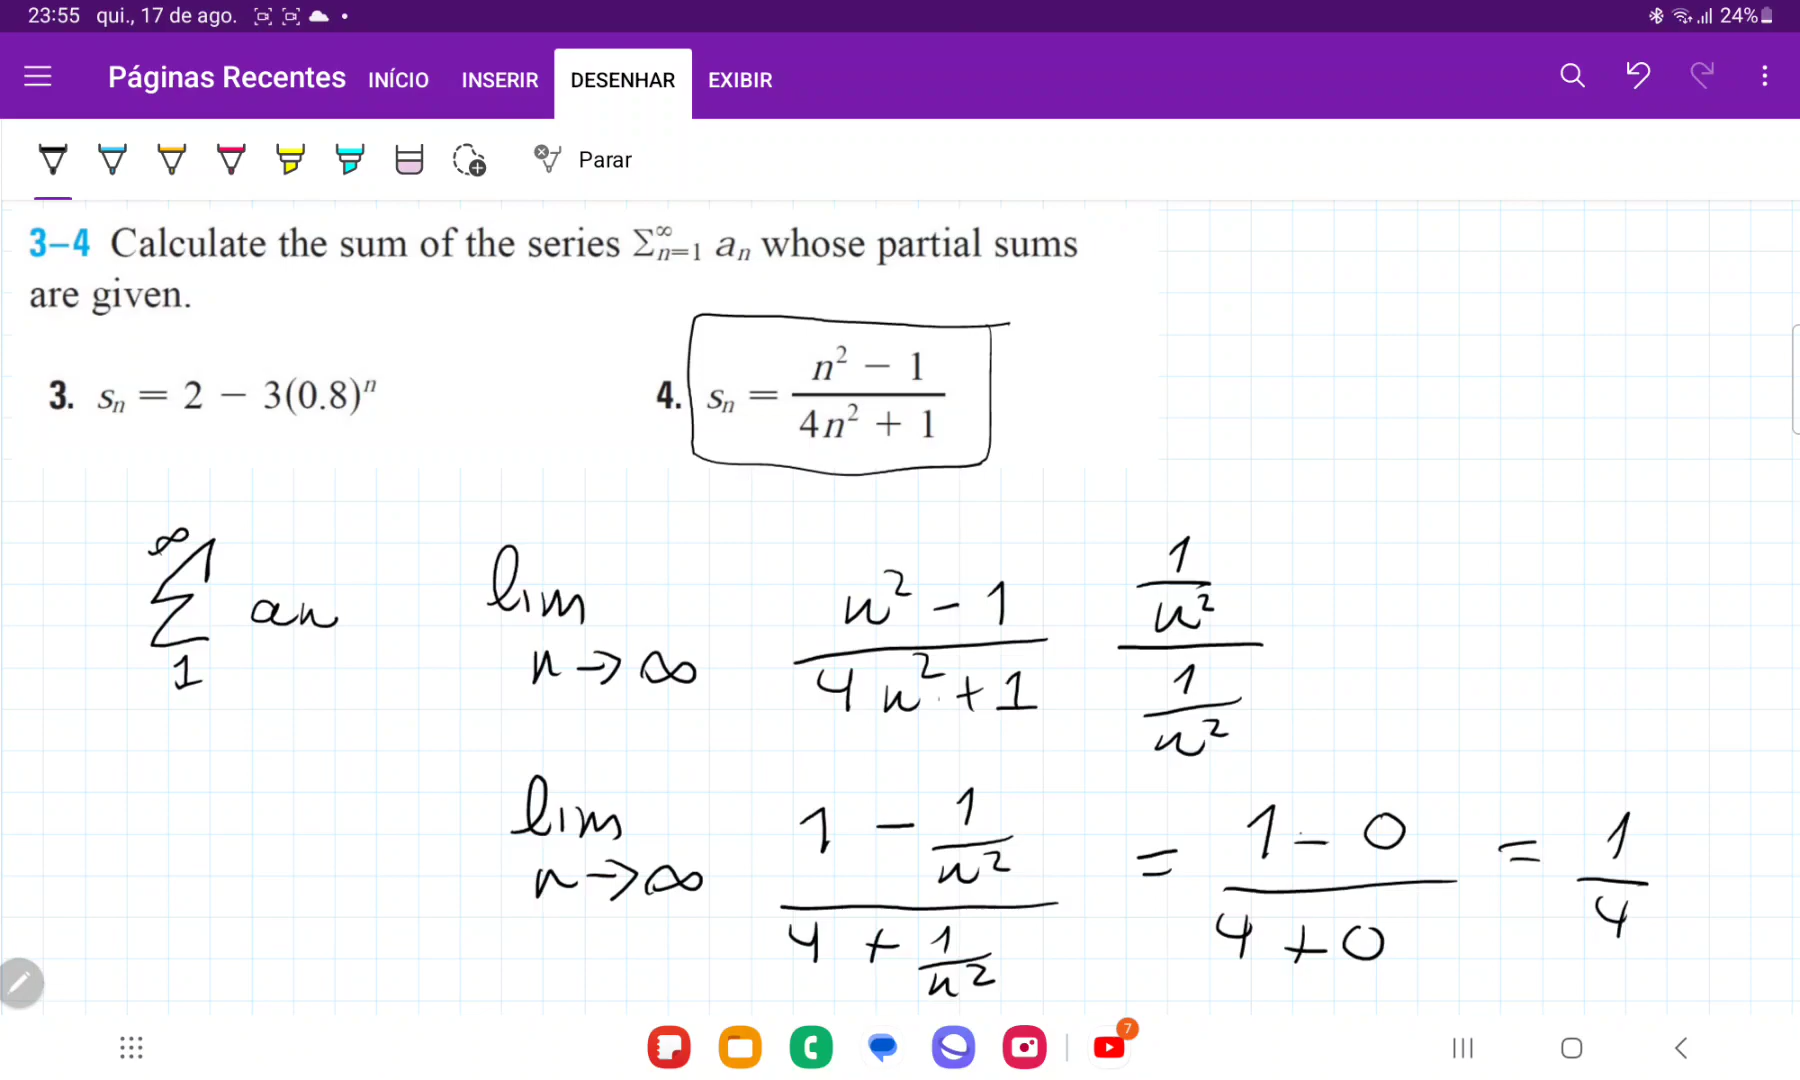 23:55 qui., 17 de ago. 24%
Páginas Recentes INÍCIO INSERIR DESENHAR EXIBIR
Parar
3–4 Calculate the sum of the series Σ∞n=1 an whose partial sums
are given.
3. sn = 2 − 3(0.8)^n
4. sn = (n² − 1)/(4n² + 1)
∞ Σ 1 an
lim n→∞ (n² − 1)/(4n² + 1) (1/n²)/(1/n²)
lim n→∞ (1 − 1/n²)/(4 + 1/n²) = (1 − 0)/(4 + 0) = 1/4
7